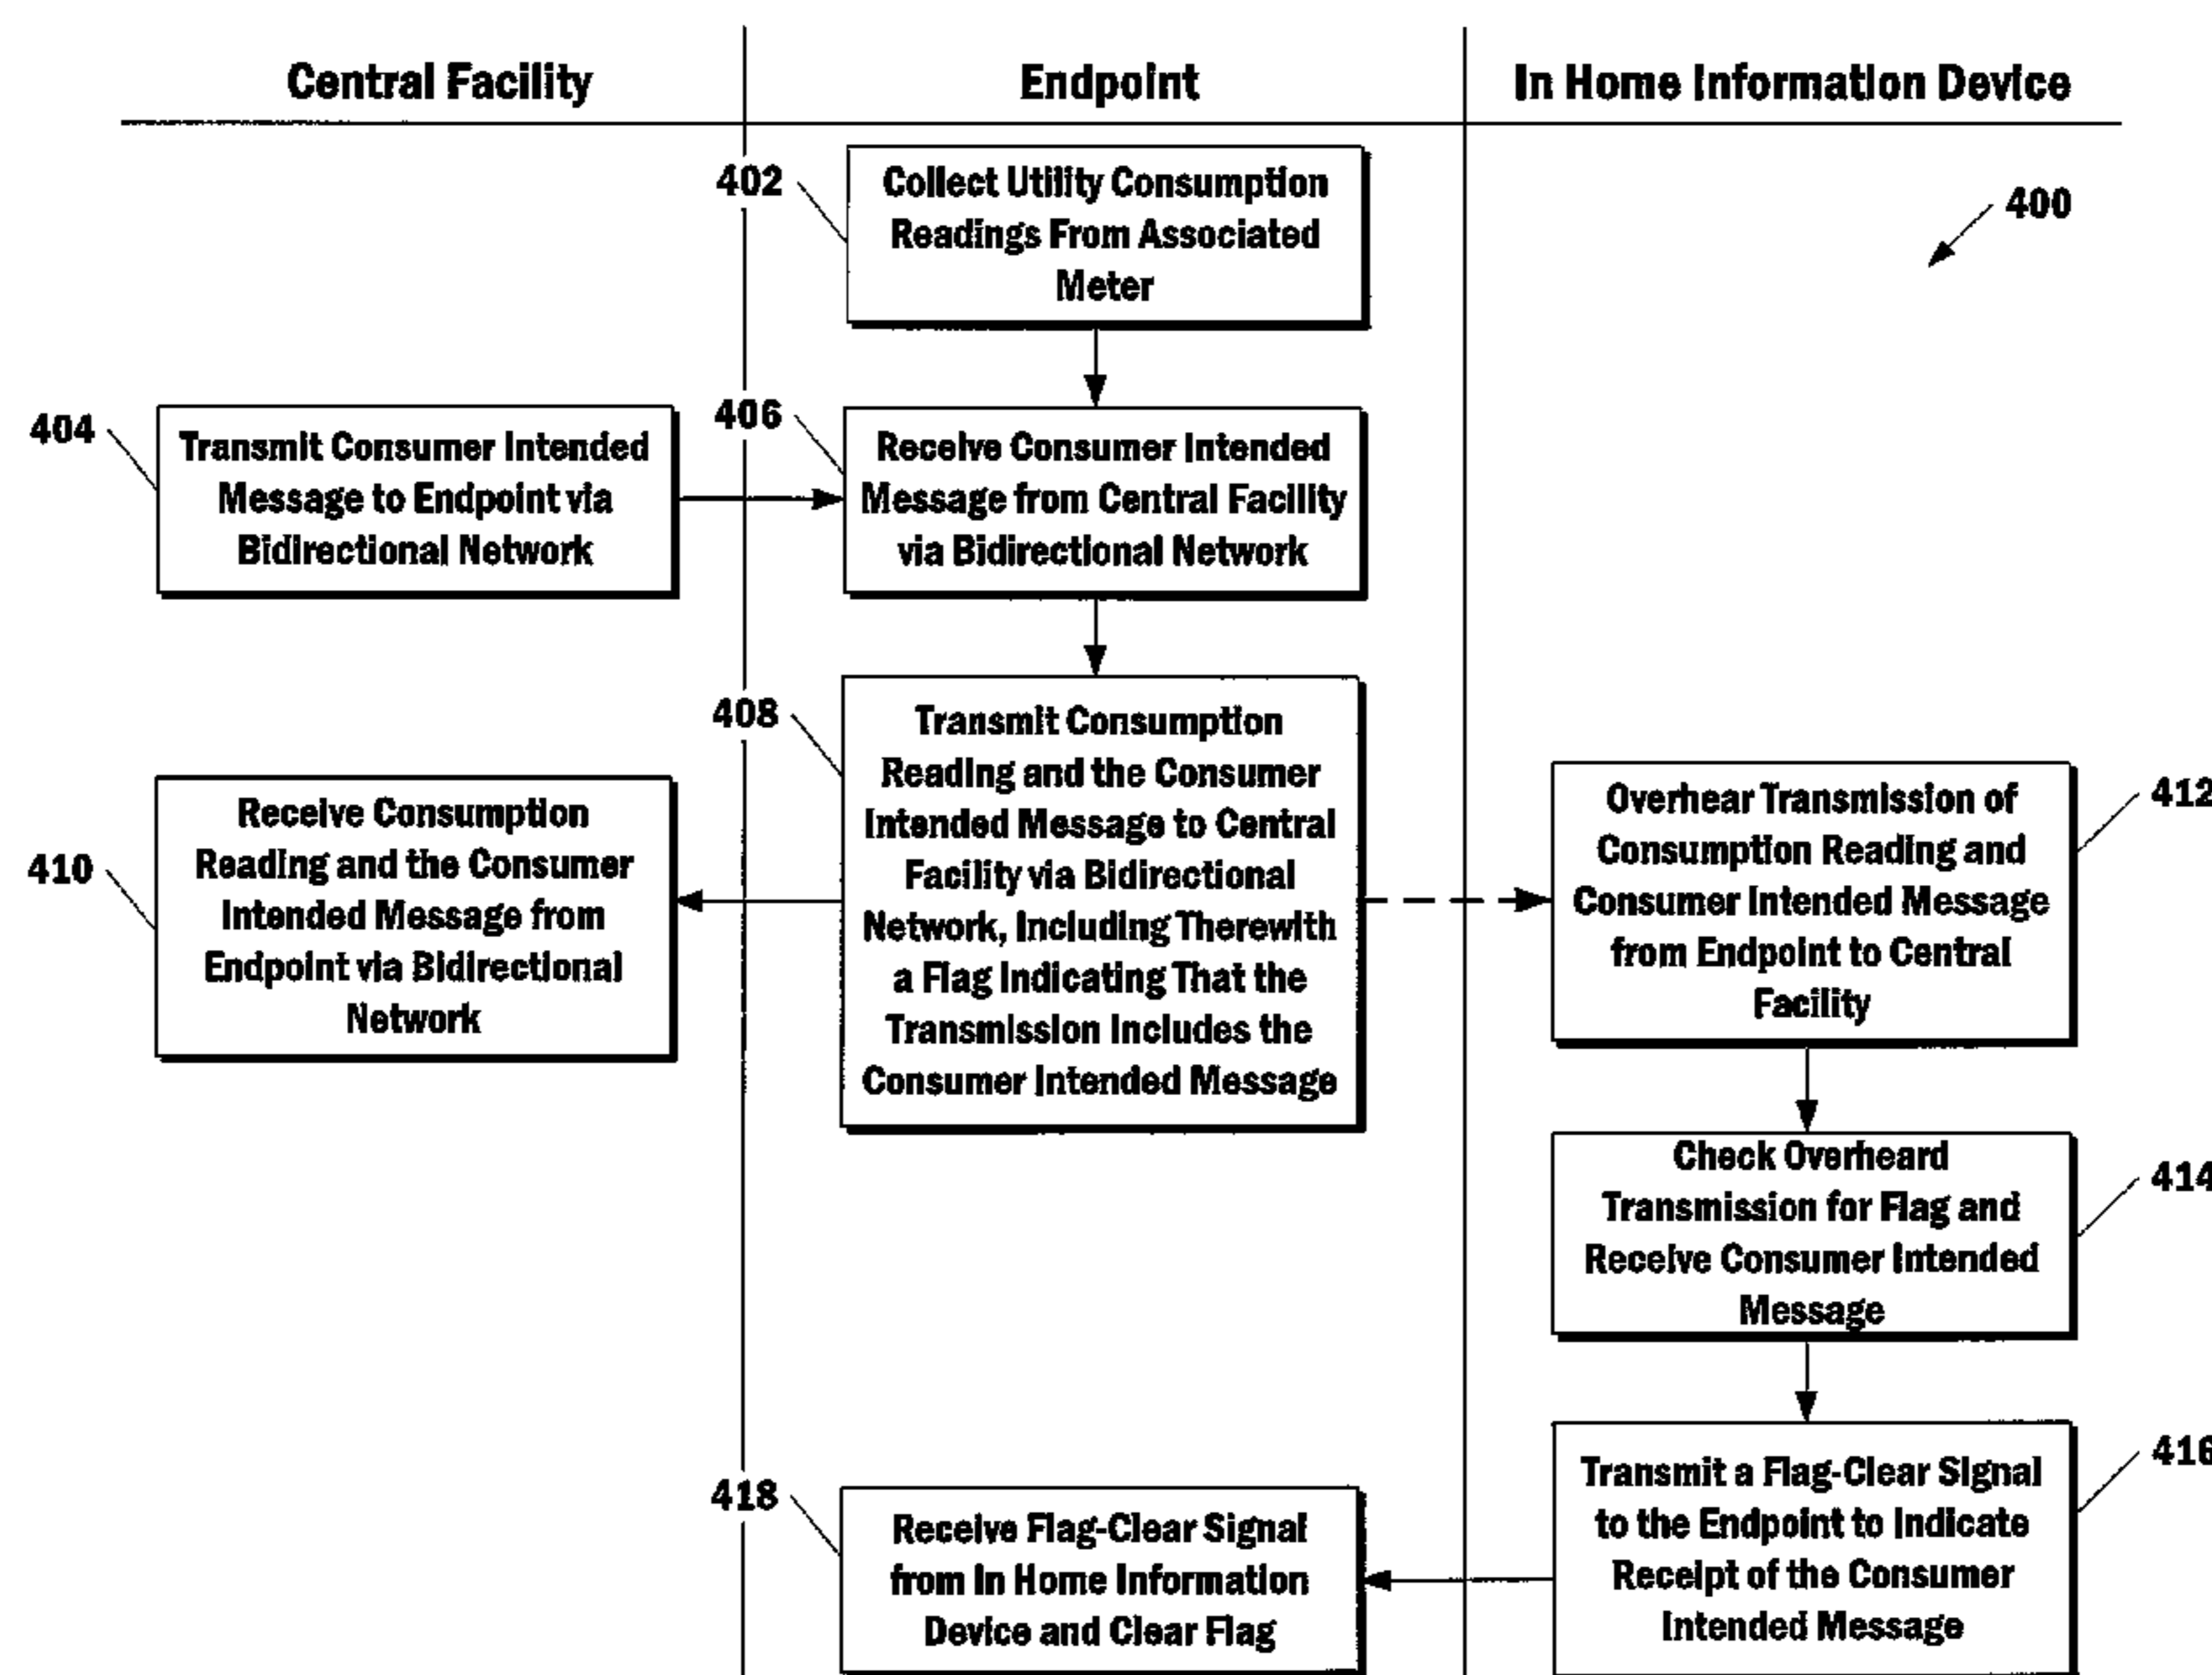 Central Facility
Endpoint
In Home Information Device
402
Collect Utility Consumption
Readings From Associated
Meter
400
404
Transmit Consumer Intended
Message to Endpoint via
Bidirectional Network
406
Receive Consumer Intended
Message from Central Facility
via Bidirectional Network
408
Transmit Consumption
Reading and the Consumer
Intended Message to Central
Facility via Bidirectional
Network, Including Therewith
a Flag Indicating That the
Transmission Includes the
Consumer Intended Message
410
Receive Consumption
Reading and the Consumer
Intended Message from
Endpoint via Bidirectional
Network
412
Overhear Transmission of
Consumption Reading and
Consumer Intended Message
from Endpoint to Central
Facility
414
Check Overheard
Transmission for Flag and
Receive Consumer Intended
Message
416
Transmit a Flag-Clear Signal
to the Endpoint to Indicate
Receipt of the Consumer
Intended Message
418
Receive Flag-Clear Signal
from In Home Information
Device and Clear Flag